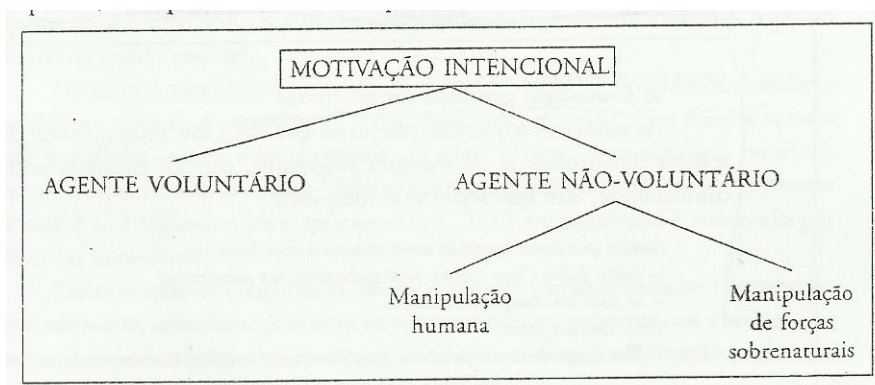 MOTIVAÇÃO INTENCIONAL
AGENTE VOLUNTÁRIO
AGENTE NÃO-VOLUNTÁRIO
Manipulação
humana
Manipulação
de forças
sobrenaturais